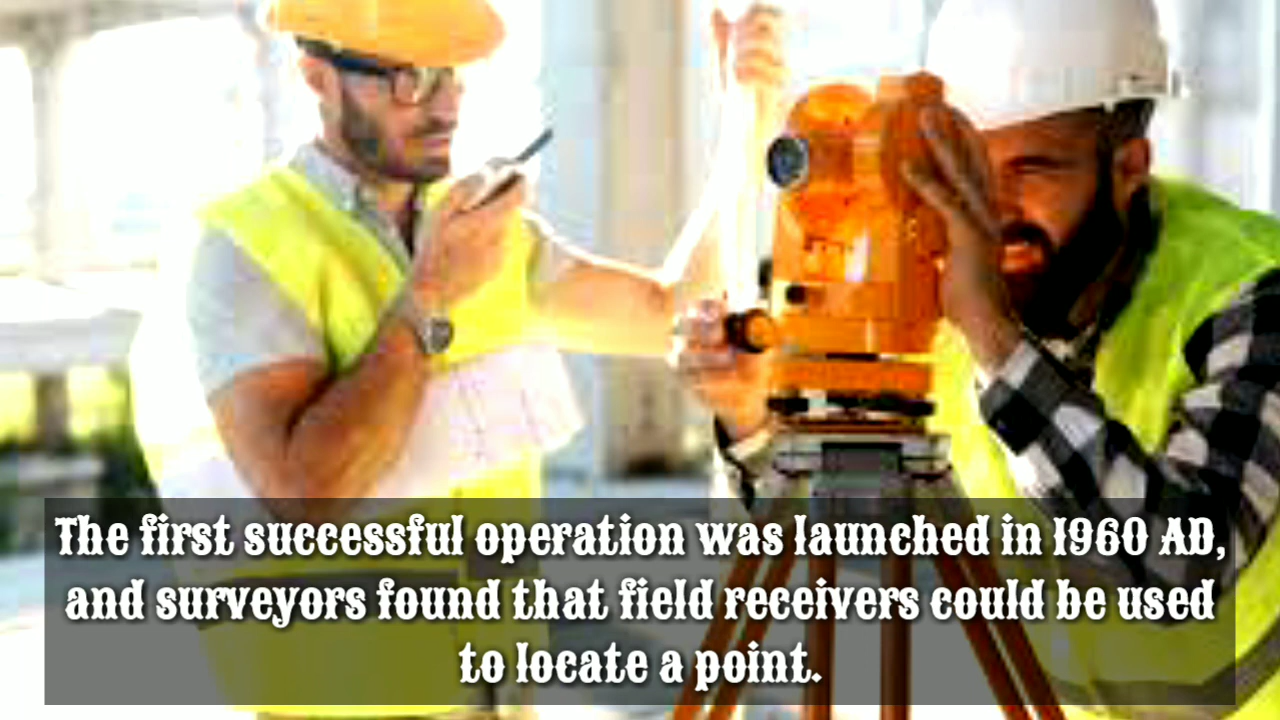 The first successful operation was launched in 1960 AD,
and surveyors found that field receivers could be used
to locate a point.